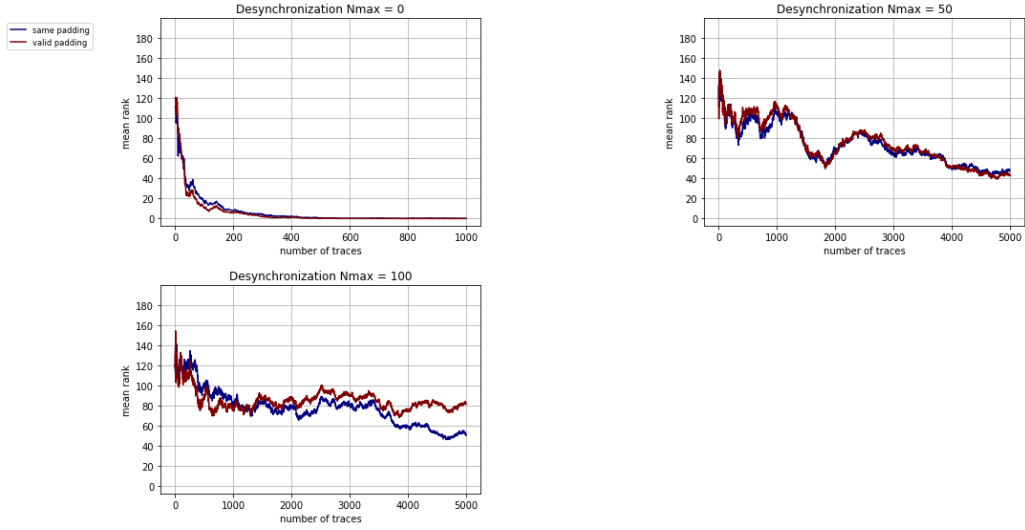 same padding
valid padding
Desynchronization Nmax = 0
mean rank
180
160
140
120
100
80
60
40
20
0
0 200 400 600 800 1000
number of traces
Desynchronization Nmax = 50
mean rank
180
160
140
120
100
80
60
40
20
0
0 1000 2000 3000 4000 5000
number of traces
Desynchronization Nmax = 100
mean rank
180
160
140
120
100
80
60
40
20
0
0 1000 2000 3000 4000 5000
number of traces